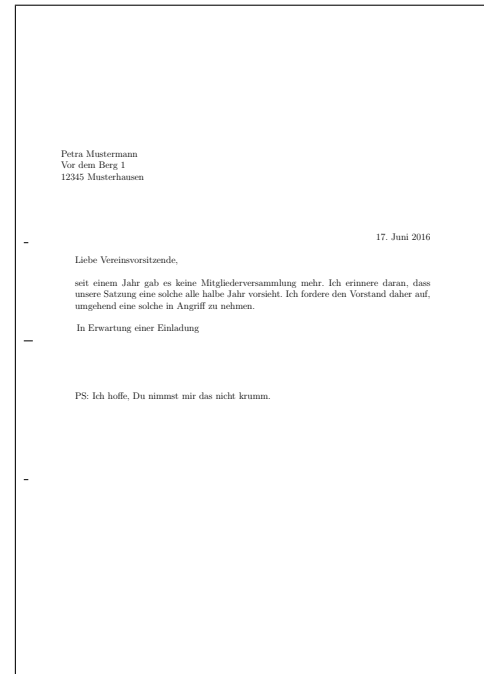 Petra Mustermann
Vor dem Berg 1
12345 Musterhausen
17. Juni 2016
Liebe Vereinsvorsitzende,
seit einem Jahr gab es keine Mitgliederversammlung mehr. Ich erinnere daran, dass
unsere Satzung eine solche alle halbe Jahr vorsieht. Ich fordere den Vorstand daher auf,
umgehend eine solche in Angriff zu nehmen.
In Erwartung einer Einladung
PS: Ich hoffe, Du nimmst mir das nicht krumm.